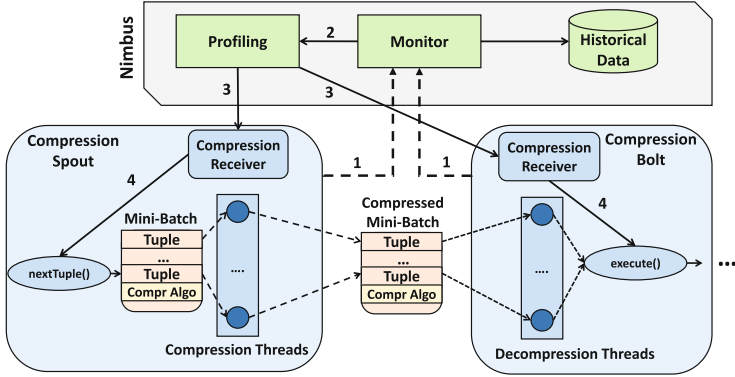 Nimbus
Profiling
2
Monitor
Historical
Data
3
3
Compression
Spout
Compression
Receiver
1
1
Compression
Receiver
Compression
Bolt
4
4
Mini-Batch
Tuple
...
Tuple
Compr Algo
nextTuple()
....
Compression Threads
Compressed
Mini-Batch
Tuple
...
Tuple
Compr Algo
....
Decompression Threads
execute()
...